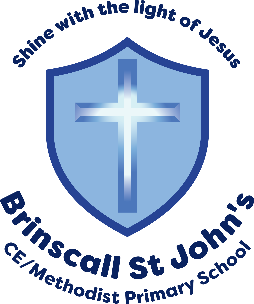 Shine with the light of Jesus
Brinscall St John's
CE/Methodist Primary School